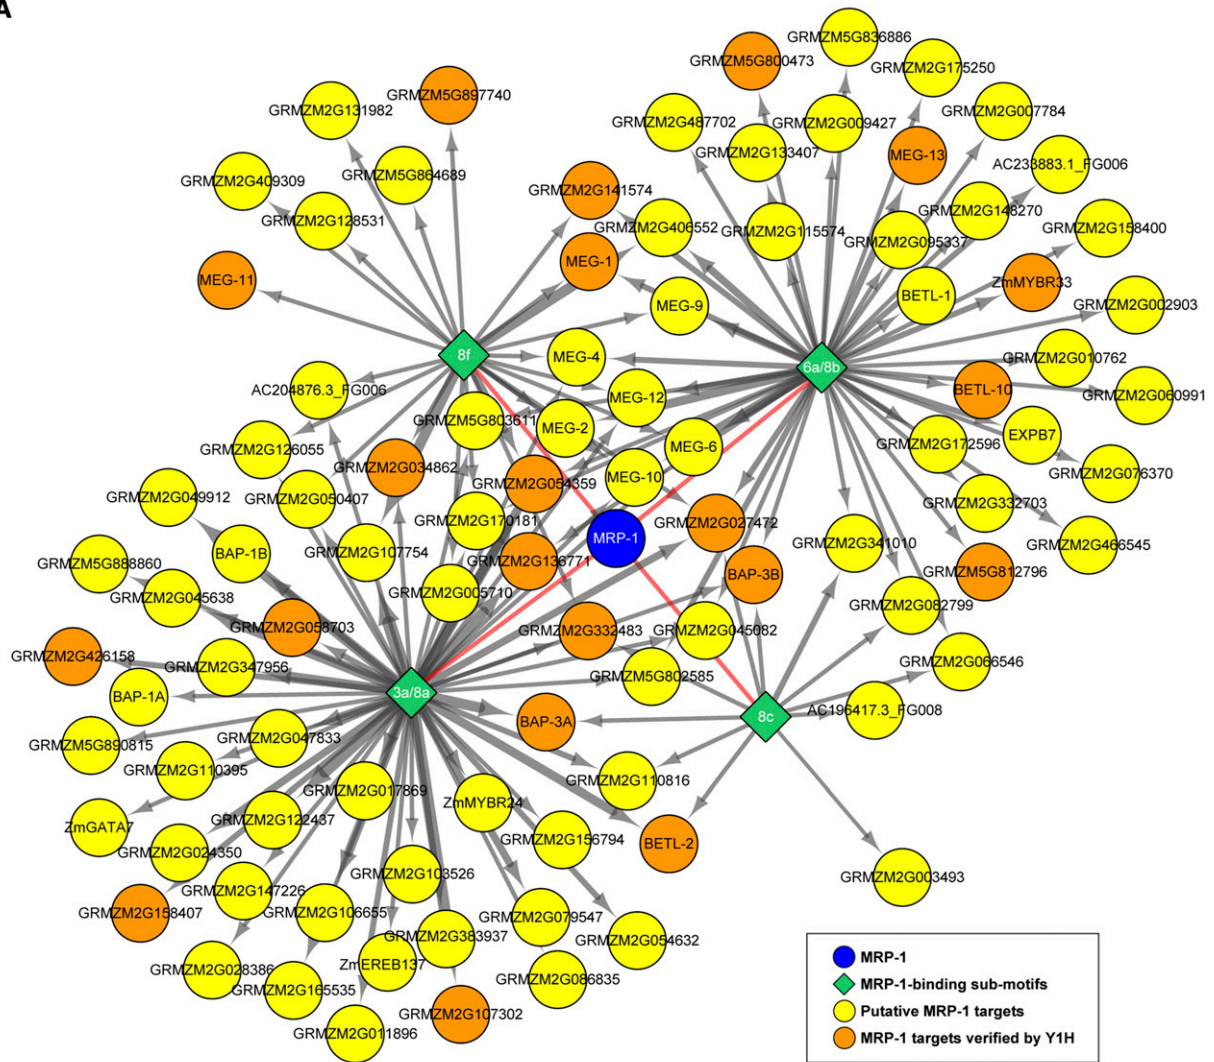 A
GRMZM5G836886
GRMZM5G800473
GRMZM2G175250
GRMZM5G897740
GRMZM2G131982
GRMZM2G487702
GRMZM2G009427
GRMZM2G007784
GRMZM2G133407
MEG-13
AC233883.1_FG006
GRMZM5G864689
GRMZM2G409309
GRMZM2G141574
GRMZM2G128531
GRMZM2G406552
GRMZM2G115574
GRMZM2G148270
GRMZM2G095337
GRMZM2G158400
MEG-1
MEG-11
ZmMYBR33
BETL-1
MEG-9
GRMZM2G002903
8f
MEG-4
6a/8b
GRMZM2G010762
AC204876.3_FG006
MEG-12
BETL-10
GRMZM2G060991
GRMZM5G803611
MEG-2
EXPB7
GRMZM2G126055
MEG-6
GRMZM2G172596
GRMZM2G034862
GRMZM2G054359
MEG-10
GRMZM2G076370
GRMZM2G049912
GRMZM2G050407
GRMZM2G332703
GRMZM2G170181
GRMZM2G027472
MRP-1
GRMZM2G341010
GRMZM2G466545
BAP-1B
GRMZM2G107754
GRMZM5G888860
GRMZM2G136771
BAP-3B
GRMZM5G812796
GRMZM2G045638
GRMZM2G005710
GRMZM2G082799
GRMZM2G058703
GRMZM2G332483
GRMZM2G045082
GRMZM2G426158
GRMZM2G347956
GRMZM2G066546
GRMZM5G802585
3a/8a
BAP-1A
AC196417.3_FG008
8c
BAP-3A
GRMZM2G047833
GRMZM5G890815
GRMZM2G110395
GRMZM2G110816
GRMZM2G017869
ZmMYBR24
GRMZM2G122437
ZmGATA7
GRMZM2G156794
BETL-2
GRMZM2G024350
GRMZM2G103526
GRMZM2G003493
GRMZM2G147226
GRMZM2G158407
GRMZM2G106655
GRMZM2G079547
GRMZM2G383937
GRMZM2G054632
ZmEREB137
GRMZM2G028386
GRMZM2G086835
GRMZM2G165535
GRMZM2G107302
GRMZM2G011896
MRP-1
MRP-1-binding sub-motifs
Putative MRP-1 targets
MRP-1 targets verified by Y1H